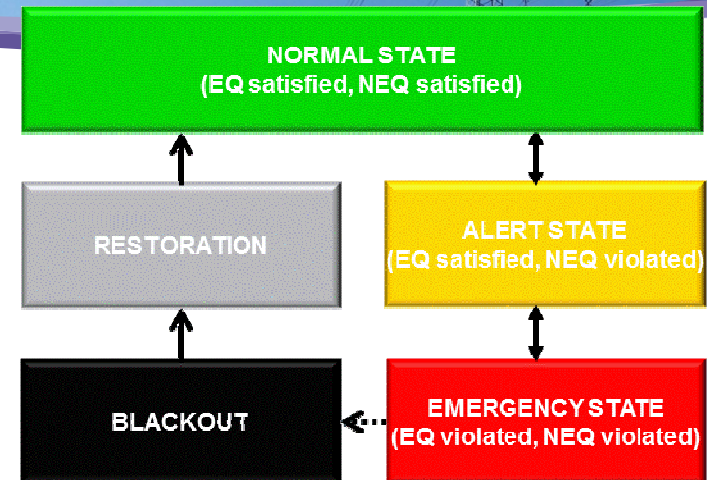 NORMAL STATE
(EQ satisfied, NEQ satisfied)
RESTORATION
ALERT STATE
(EQ satisfied, NEQ violated)
BLACKOUT
EMERGENCY STATE
(EQ violated, NEQ violated)